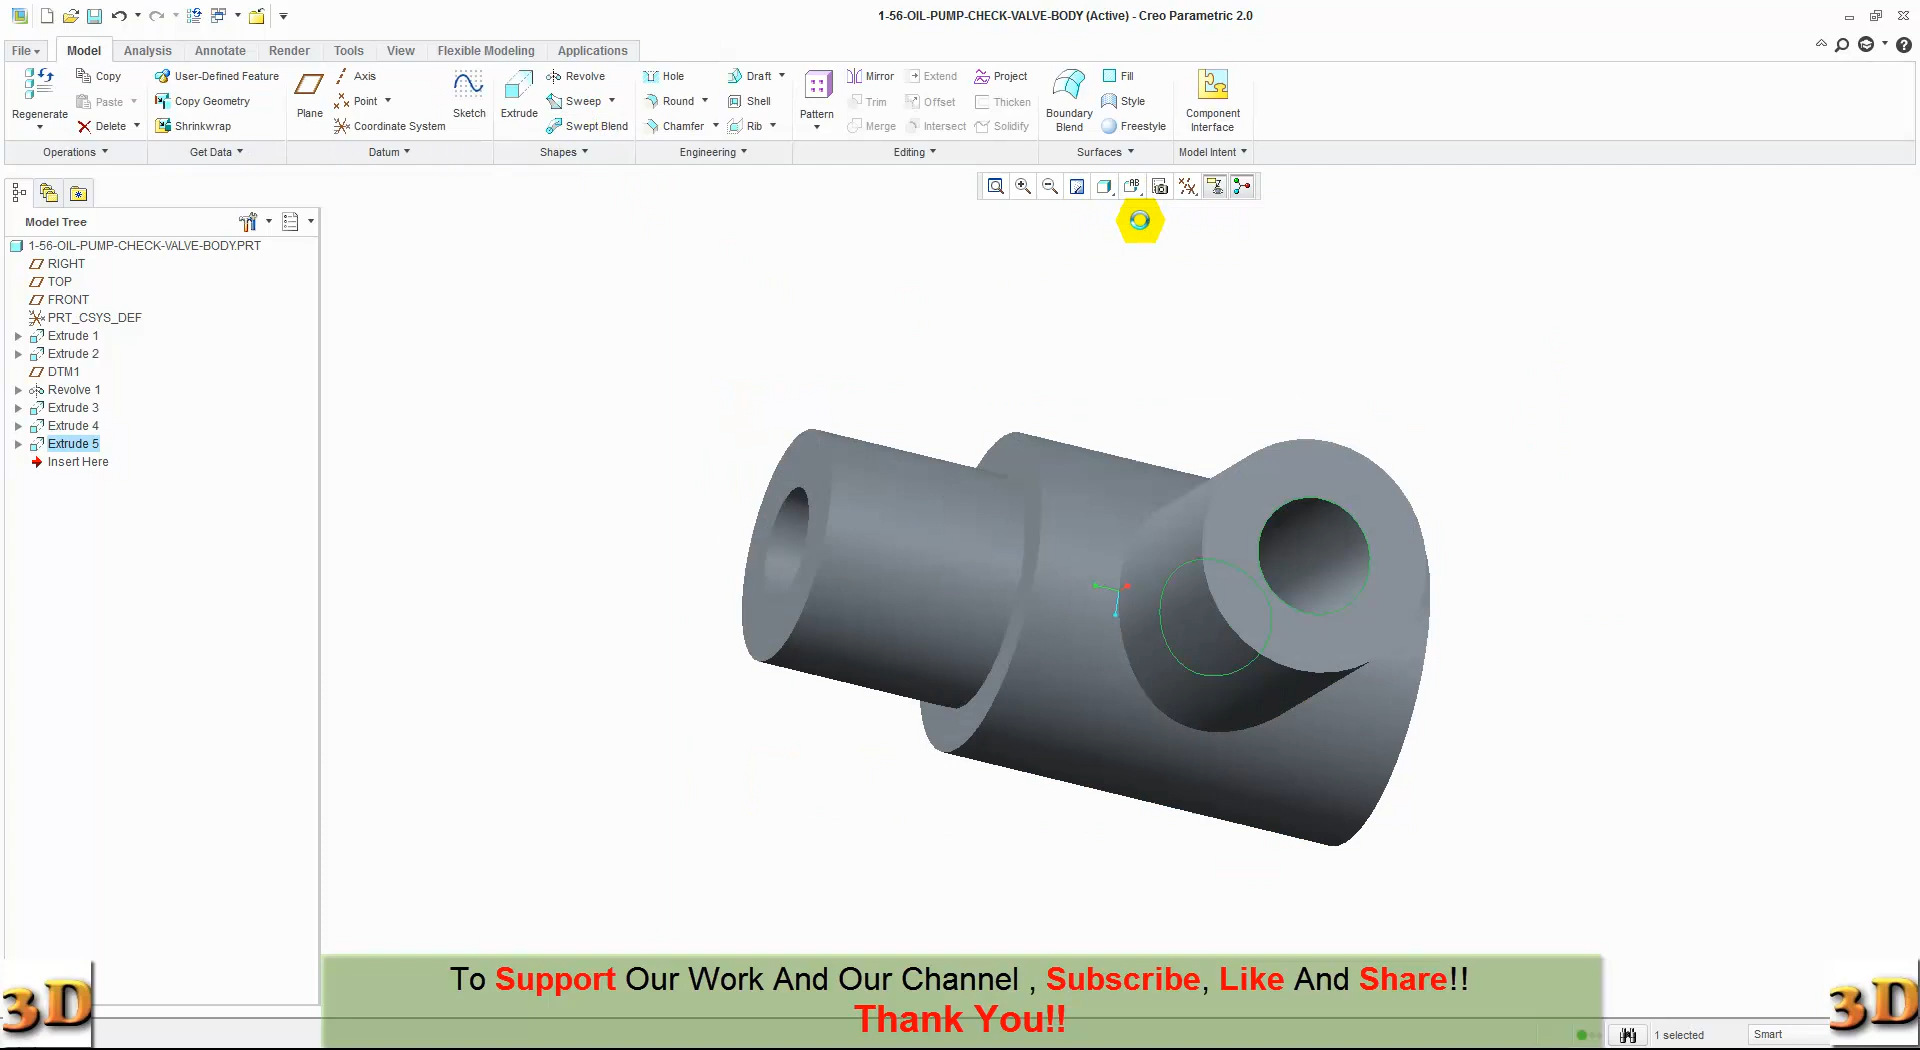 1-56-OIL-PUMP-CHECK-VALVE-BODY (Active) - Creo Parametric 2.0
File Model Analysis Annotate Render Tools View Flexible Modeling Applications
Regenerate
Copy
Paste
Delete
Operations
User-Defined Feature
Copy Geometry
Shrinkwrap
Get Data
Plane
Axis
Point
Coordinate System
Sketch
Datum
Extrude
Revolve
Sweep
Swept Blend
Shapes
Hole
Round
Chamfer
Draft
Shell
Rib
Engineering
Pattern
Mirror
Trim
Merge
Extend
Offset
Intersect
Project
Thicken
Solidify
Editing
Boundary
Blend
Fill
Style
Freestyle
Surfaces
Component
Interface
Model Intent
Model Tree
1-56-OIL-PUMP-CHECK-VALVE-BODY.PRT
RIGHT
TOP
FRONT
PRT_CSYS_DEF
Extrude 1
Extrude 2
DTM1
Revolve 1
Extrude 3
Extrude 4
Extrude 5
Insert Here
To Support Our Work And Our Channel , Subscribe, Like And Share!!
Thank You!!
3D
3D
1 selected
Smart